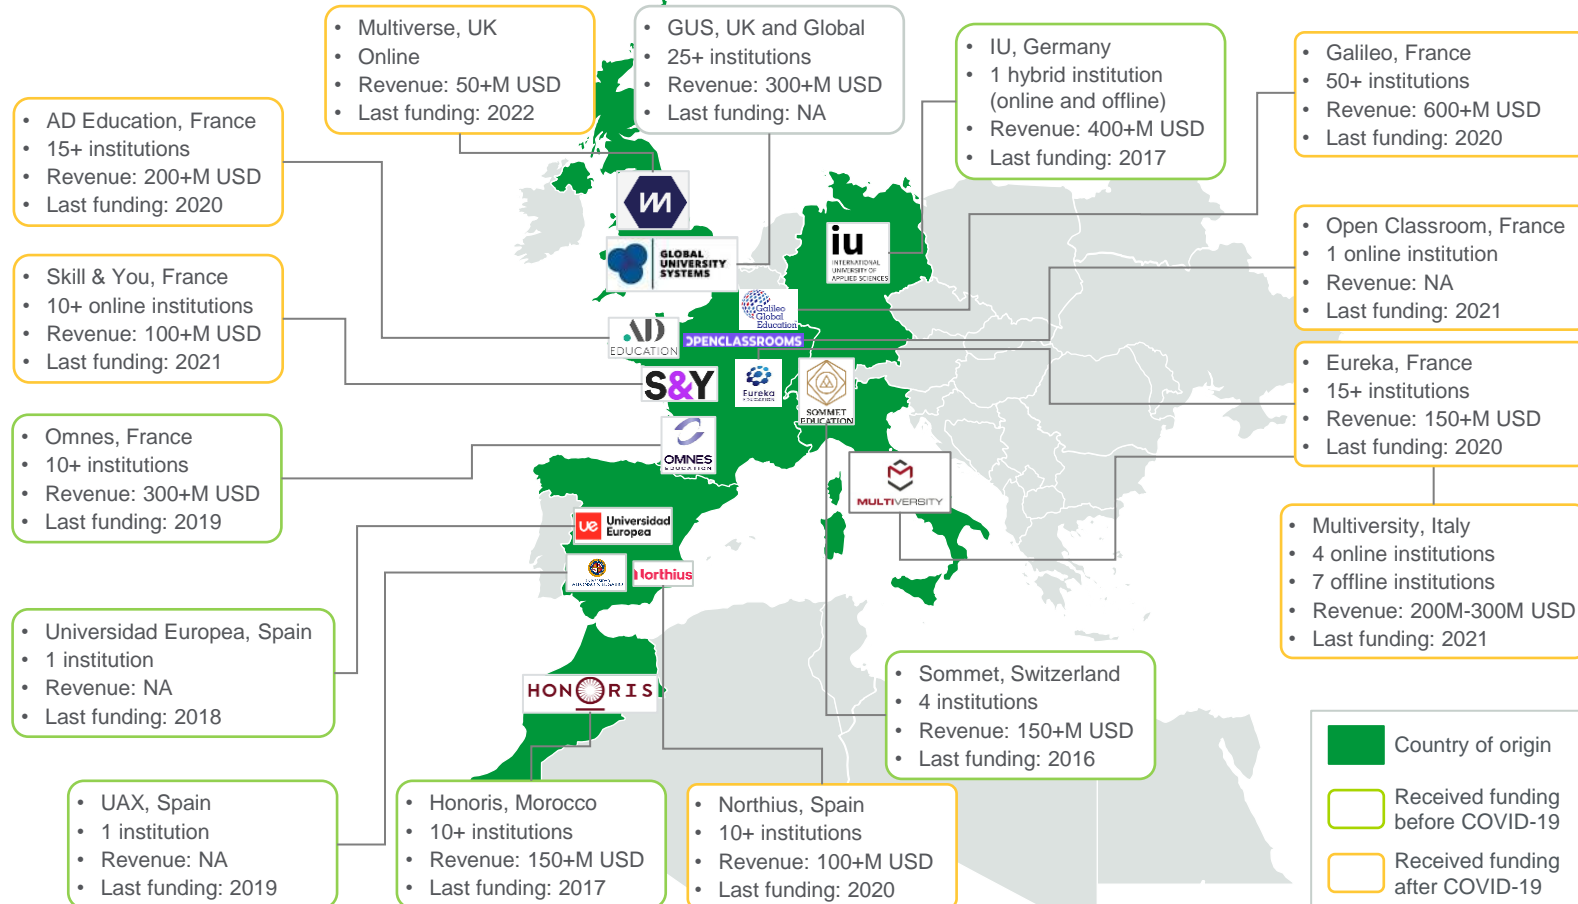 • Multiverse, UK
• Online
• Revenue: 50+M USD
• Last funding: 2022
• GUS, UK and Global
• 25+ institutions
• Revenue: 300+M USD
• Last funding: NA
• IU, Germany
• 1 hybrid institution
(online and offline)
• Revenue: 400+M USD
• Last funding: 2017
• Galileo, France
• 50+ institutions
• Revenue: 600+M USD
• Last funding: 2020
• AD Education, France
• 15+ institutions
• Revenue: 200+M USD
• Last funding: 2020
• Open Classroom, France
• 1 online institution
• Revenue: NA
• Last funding: 2021
• Skill & You, France
• 10+ online institutions
• Revenue: 100+M USD
• Last funding: 2021
• Eureka, France
• 15+ institutions
• Revenue: 150+M USD
• Last funding: 2020
• Omnes, France
• 10+ institutions
• Revenue: 300+M USD
• Last funding: 2019
• Multiversity, Italy
• 4 online institutions
• 7 offline institutions
• Revenue: 200M-300M USD
• Last funding: 2021
• Universidad Europea, Spain
• 1 institution
• Revenue: NA
• Last funding: 2018
• Sommet, Switzerland
• 4 institutions
• Revenue: 150+M USD
• Last funding: 2016
• UAX, Spain
• 1 institution
• Revenue: NA
• Last funding: 2019
• Honoris, Morocco
• 10+ institutions
• Revenue: 150+M USD
• Last funding: 2017
• Northius, Spain
• 10+ institutions
• Revenue: 100+M USD
• Last funding: 2020
GLOBAL
UNIVERSITY
SYSTEMS
iu
INTERNATIONAL
UNIVERSITY OF
APPLIED SCIENCES
Galileo
Global
Education
AD
EDUCATION
OPENCLASSROOMS
S&Y
Eureka
EDUCATION
SOMMET
EDUCATION
OMNES
EDUCATION
MULTIVERSITY
ue Universidad
Europea
Northius
HONORIS
Country of origin
Received funding
before COVID-19
Received funding
after COVID-19